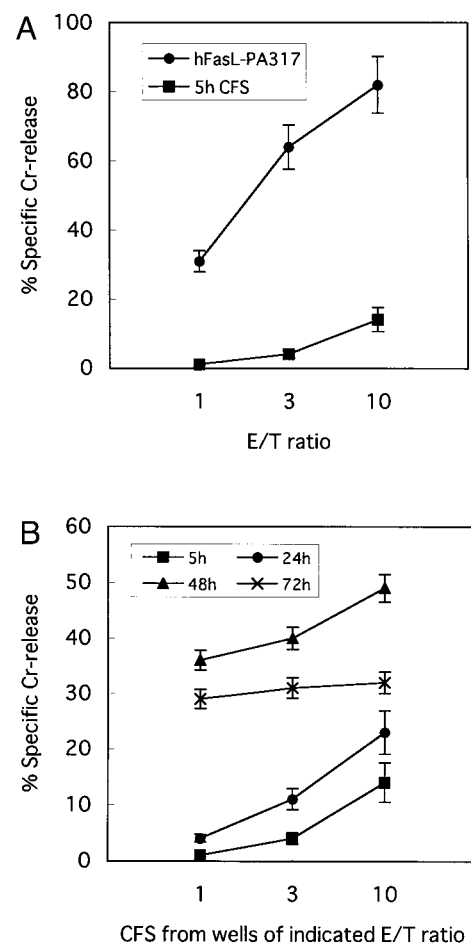 A
100
hFasL-PA317
5h CFS
80
60
40
20
0
% Specific Cr-release
1 3 10
E/T ratio
B
60
5h 24h
48h 72h
50
40
30
20
10
0
% Specific Cr-release
1 3 10
CFS from wells of indicated E/T ratio